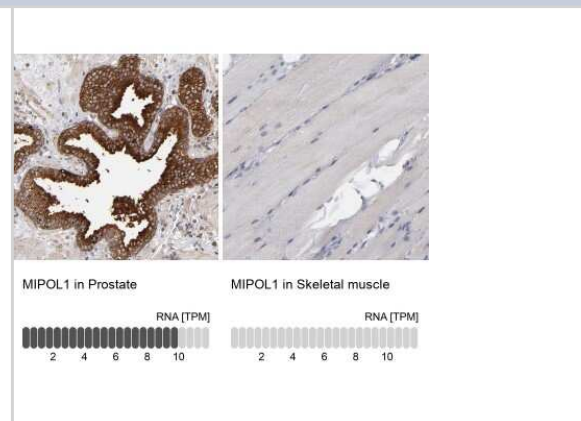 MIPOL1 in Prostate
MIPOL1 in Skeletal muscle
RNA [TPM]
RNA [TPM]
2 4 6 8 10
2 4 6 8 10